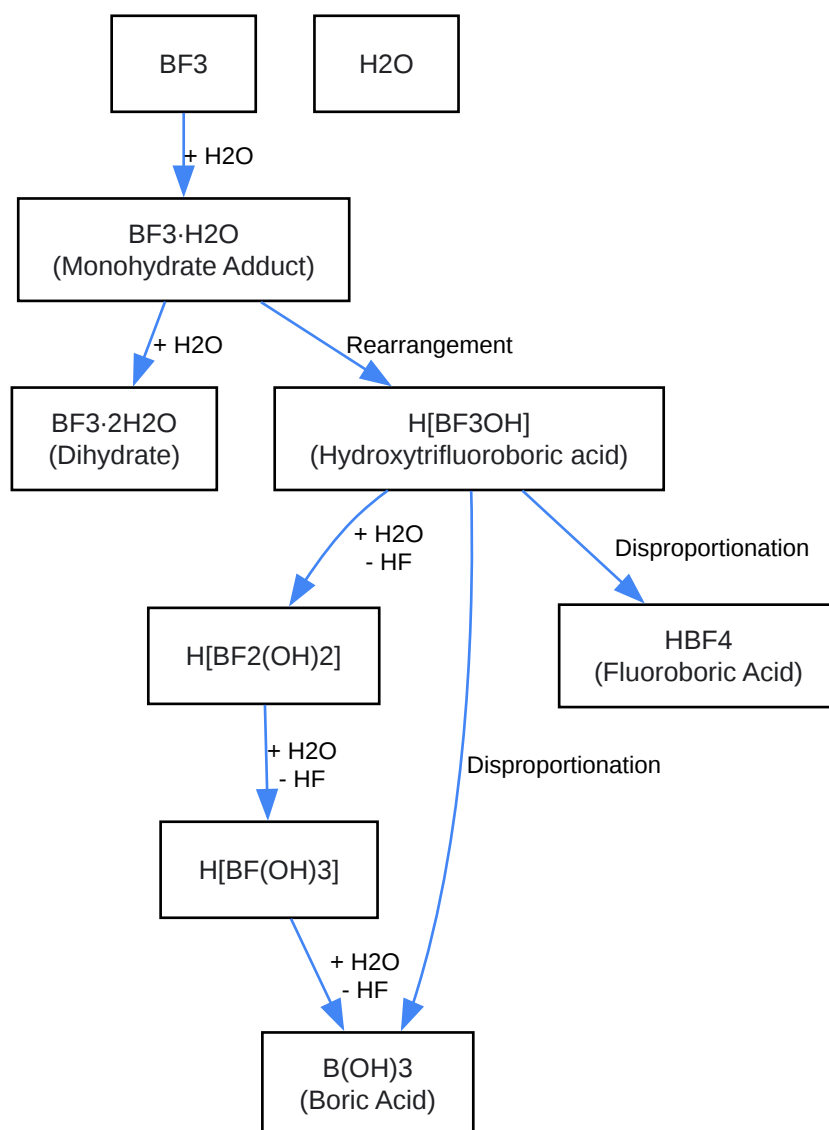 BF3
H2O
+ H2O
BF3·H2O
(Monohydrate Adduct)
+ H2O
Rearrangement
BF3·2H2O
(Dihydrate)
H[BF3OH]
(Hydroxytrifluoroboric acid)
+ H2O
- HF
Disproportionation
H[BF2(OH)2]
HBF4
(Fluoroboric Acid)
+ H2O
- HF
Disproportionation
H[BF(OH)3]
+ H2O
- HF
B(OH)3
(Boric Acid)